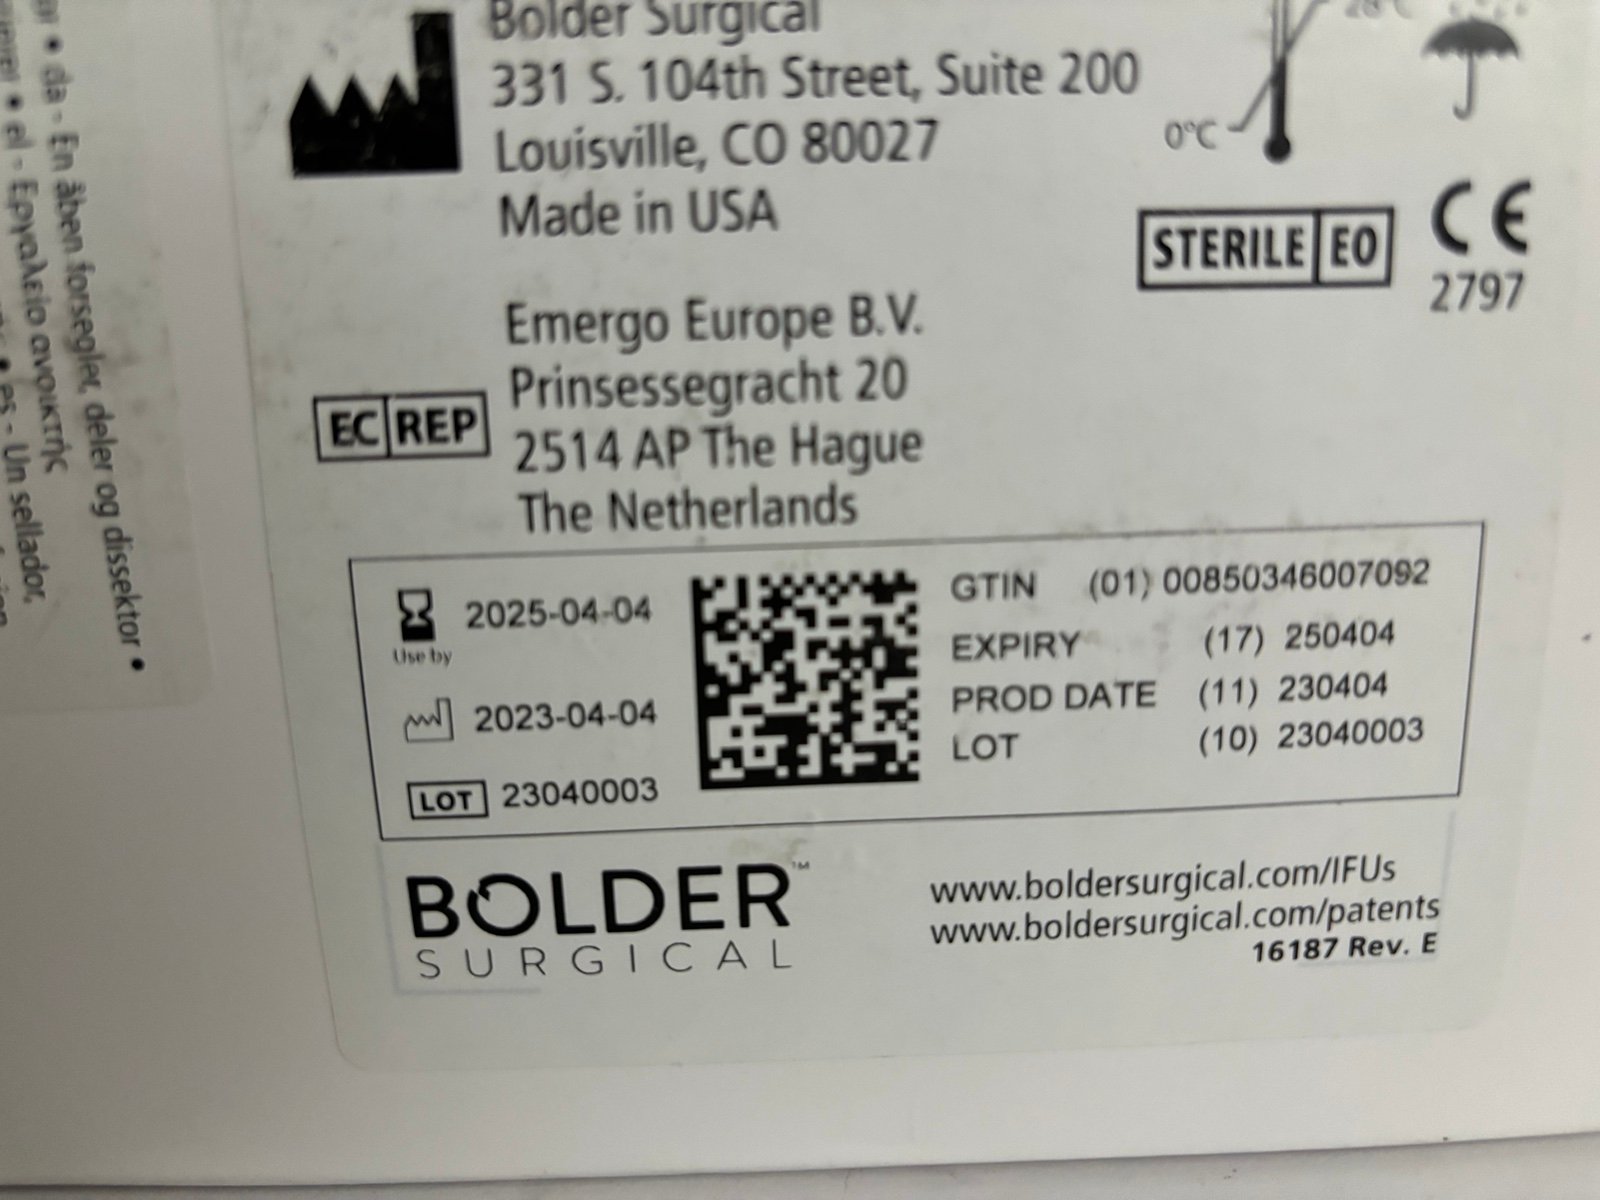 Bolder Surgical
331 S. 104th Street, Suite 200
Louisville, CO 80027
Made in USA
0°C
STERILE EO
CE
2797
EC REP
Emergo Europe B.V.
Prinsessegracht 20
2514 AP The Hague
The Netherlands
2025-04-04
Use by
2023-04-04
LOT 23040003
GTIN (01) 00850346007092
EXPIRY (17) 250404
PROD DATE (11) 230404
LOT (10) 23040003
BOLDER™
SURGICAL
www.boldersurgical.com/IFUs
www.boldersurgical.com/patents
16187 Rev. E
• da - En åben forsegler, deler og dissektor •
• el - Εργαλείο ανοικτής
• es - Un sellador,